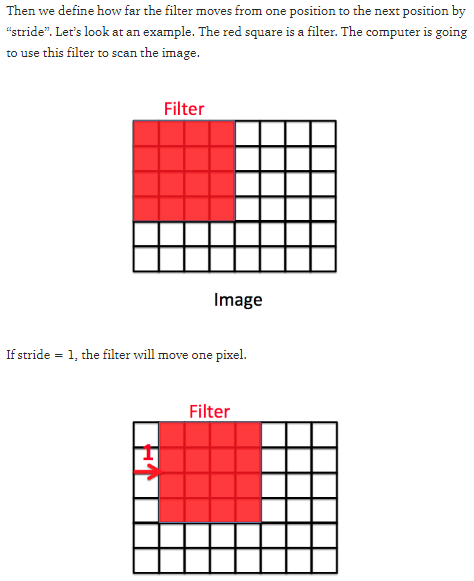 Then we define how far the filter moves from one position to the next position by
“stride”. Let’s look at an example. The red square is a filter. The computer is going
to use this filter to scan the image.
Filter
Image
If stride = 1, the filter will move one pixel.
Filter
1